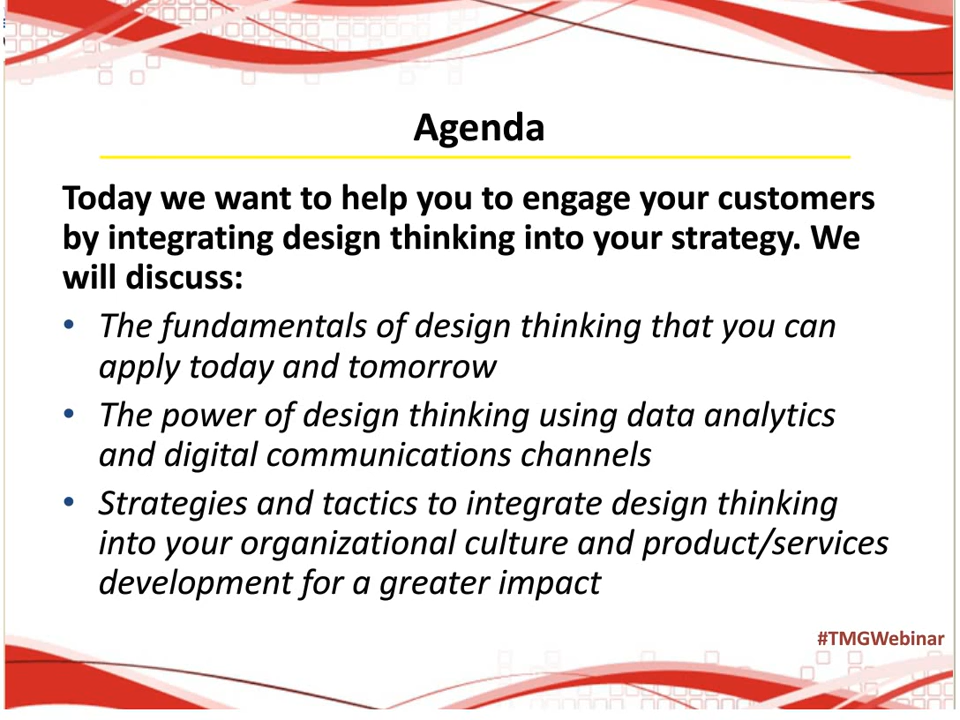 Agenda
Today we want to help you to engage your customers
by integrating design thinking into your strategy. We
will discuss:
• The fundamentals of design thinking that you can
apply today and tomorrow
• The power of design thinking using data analytics
and digital communications channels
• Strategies and tactics to integrate design thinking
into your organizational culture and product/services
development for a greater impact
#TMGWebinar